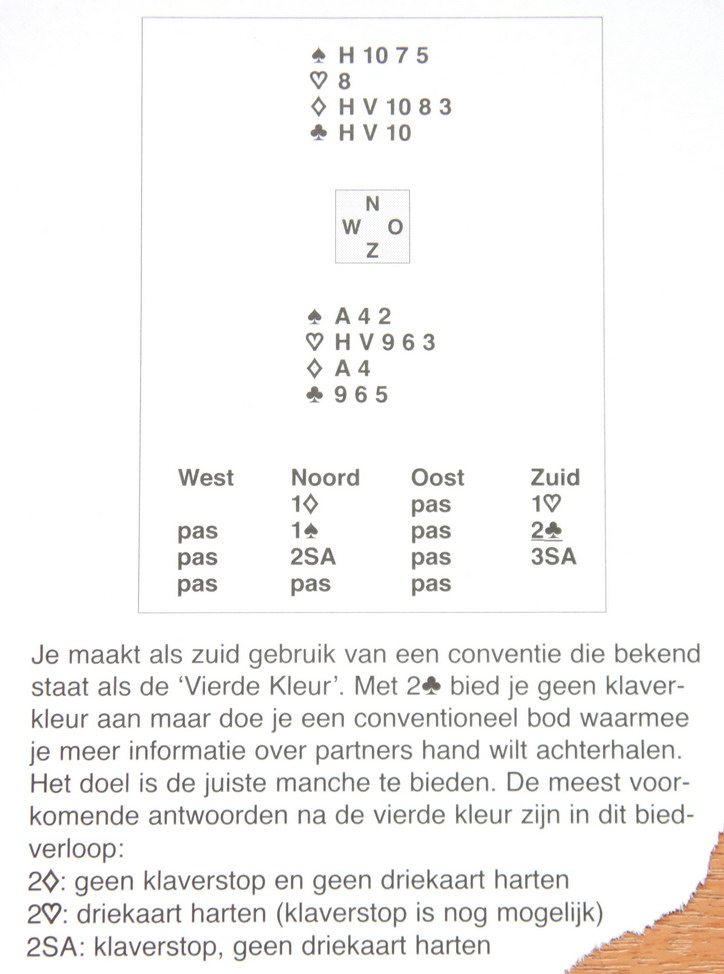 ♠ H 10 7 5
♡ 8
♢ H V 10 8 3
♣ H V 10
N
W O
Z
♠ A 4 2
♡ H V 9 6 3
♢ A 4
♣ 9 6 5
West Noord Oost Zuid
1♢ pas 1♡
pas 1♠ pas 2♣
pas 2SA pas 3SA
pas pas pas
Je maakt als zuid gebruik van een conventie die bekend
staat als de ‘Vierde Kleur’. Met 2♣ bied je geen klaver-
kleur aan maar doe je een conventioneel bod waarmee
je meer informatie over partners hand wilt achterhalen.
Het doel is de juiste manche te bieden. De meest voor-
komende antwoorden na de vierde kleur zijn in dit bied-
verloop:
2♢: geen klaverstop en geen driekaart harten
2♡: driekaart harten (klaverstop is nog mogelijk)
2SA: klaverstop, geen driekaart harten